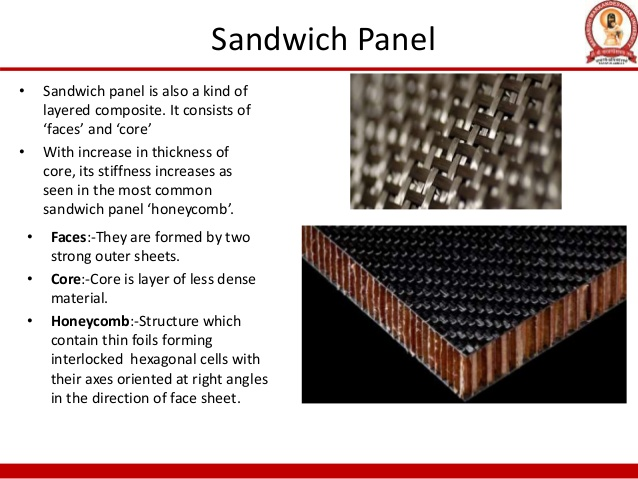 Sandwich Panel
• Sandwich panel is also a kind of
layered composite. It consists of
‘faces’ and ‘core’
• With increase in thickness of
core, its stiffness increases as
seen in the most common
sandwich panel ‘honeycomb’.
• Faces:-They are formed by two
strong outer sheets.
• Core:-Core is layer of less dense
material.
• Honeycomb:-Structure which
contain thin foils forming
interlocked  hexagonal cells with
their axes oriented at right angles
in the direction of face sheet.